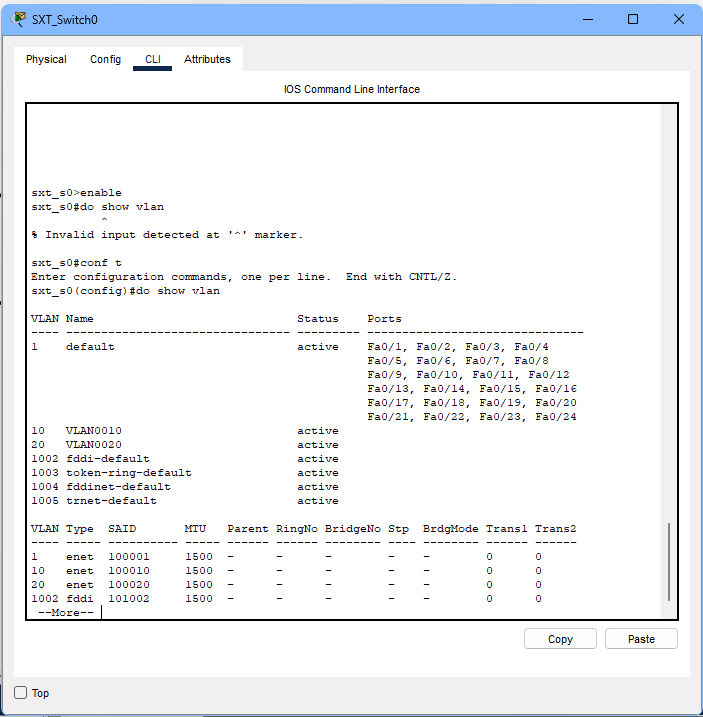 SXT_Switch0
Physical Config CLI Attributes
IOS Command Line Interface
sxt_s0>enable
sxt_s0#do show vlan
^
% Invalid input detected at '^' marker.
sxt_s0#conf t
Enter configuration commands, one per line. End with CNTL/Z.
sxt_s0(config)#do show vlan
VLAN Name Status Ports
---- -------------------------------- --------- -------------------------------
1 default active Fa0/1, Fa0/2, Fa0/3, Fa0/4
Fa0/5, Fa0/6, Fa0/7, Fa0/8
Fa0/9, Fa0/10, Fa0/11, Fa0/12
Fa0/13, Fa0/14, Fa0/15, Fa0/16
Fa0/17, Fa0/18, Fa0/19, Fa0/20
Fa0/21, Fa0/22, Fa0/23, Fa0/24
10 VLAN0010 active
20 VLAN0020 active
1002 fddi-default active
1003 token-ring-default active
1004 fddinet-default active
1005 trnet-default active
VLAN Type SAID MTU Parent RingNo BridgeNo Stp BrdgMode Trans1 Trans2
---- ----- ---------- ----- ------ ------ -------- ---- -------- ------ ------
1 enet 100001 1500 - - - - - 0 0
10 enet 100010 1500 - - - - - 0 0
20 enet 100020 1500 - - - - - 0 0
1002 fddi 101002 1500 - - - - - 0 0
--More--
Copy Paste
Top